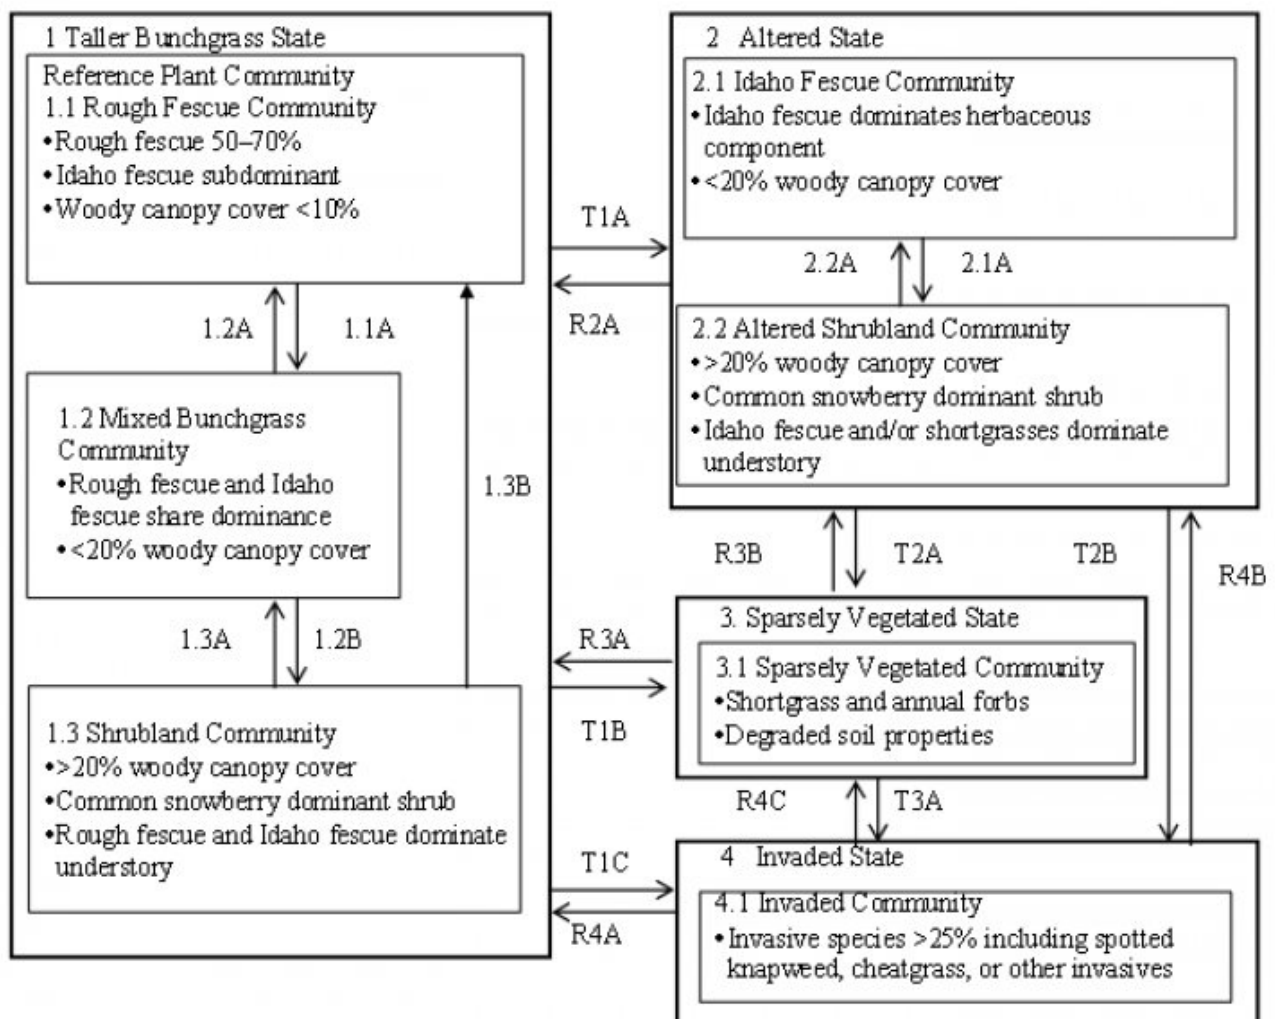 1 Taller Bunchgrass State
Reference Plant Community
1.1 Rough Fescue Community
•Rough fescue 50–70%
•Idaho fescue subdominant
•Woody canopy cover <10%
1.2A
1.1A
1.2 Mixed Bunchgrass
Community
•Rough fescue and Idaho
fescue share dominance
•<20% woody canopy cover
1.3B
1.3A
1.2B
1.3 Shrubland Community
•>20% woody canopy cover
•Common snowberry dominant shrub
•Rough fescue and Idaho fescue dominate
understory
T1A
R2A
R3A
T1B
T1C
R4A
2 Altered State
2.1 Idaho Fescue Community
•Idaho fescue dominates herbaceous
component
•<20% woody canopy cover
2.2A
2.1A
2.2 Altered Shrubland Community
•>20% woody canopy cover
•Common snowberry dominant shrub
•Idaho fescue and/or shortgrasses dominate
understory
R3B
T2A
T2B
R4B
3. Sparsely Vegetated State
3.1 Sparsely Vegetated Community
•Shortgrass and annual forbs
•Degraded soil properties
R4C
T3A
4 Invaded State
4.1 Invaded Community
•Invasive species >25% including spotted
knapweed, cheatgrass, or other invasives